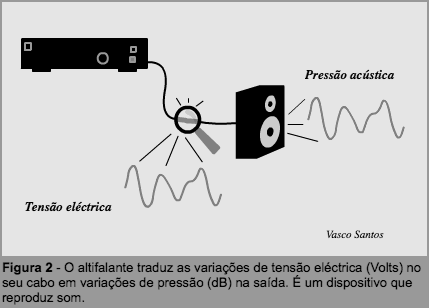 Pressão acústica
Tensão eléctrica
Vasco Santos
Figura 2 - O altifalante traduz as variações de tensão eléctrica (Volts) no
seu cabo em variações de pressão (dB) na saída. É um dispositivo que
reproduz som.